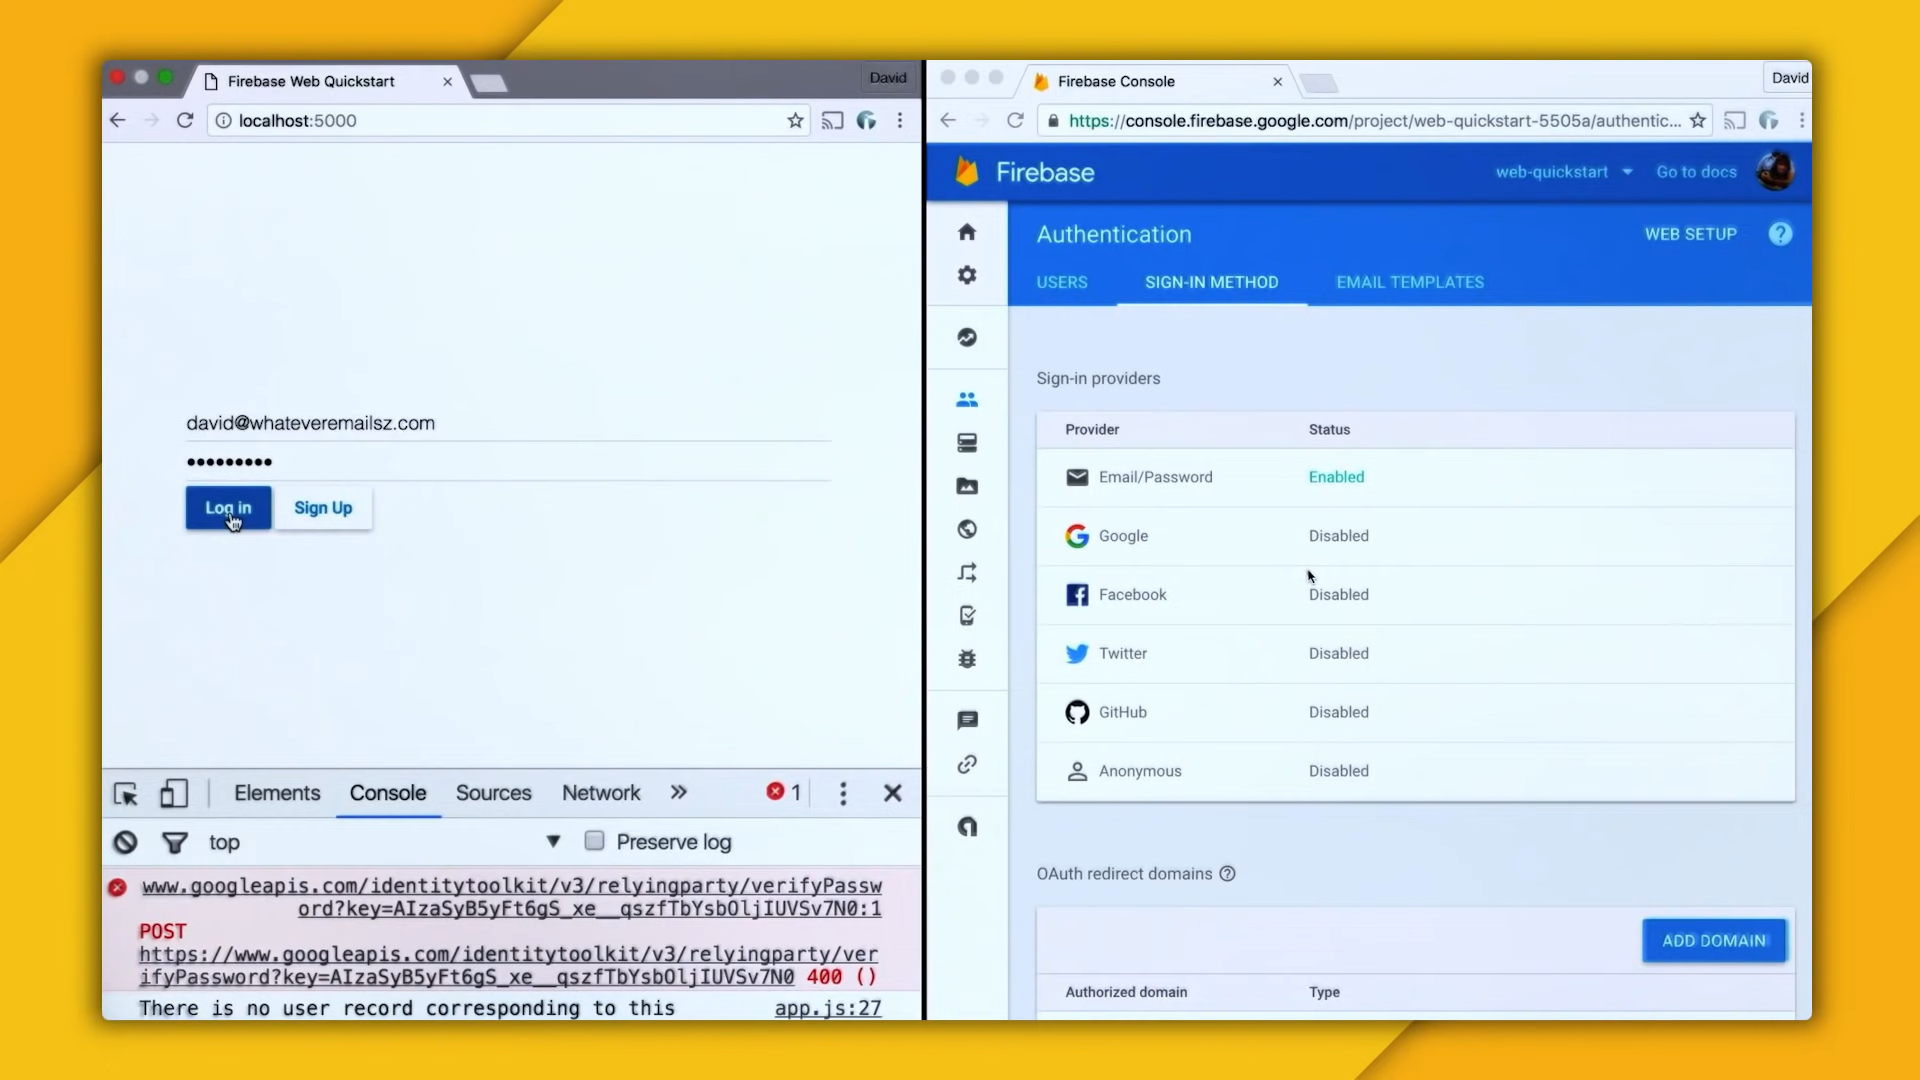 Firebase Web Quickstart
David
localhost:5000
david@whateveremailsz.com
•••••••••
Log in
Sign Up
Elements Console Sources Network » 1
top Preserve log
www.googleapis.com/identitytoolkit/v3/relyingparty/verifyPassw
ord?key=AIzaSyB5yFt6gS_xe__qszfTbYsbOljIUVSv7N0:1
POST
https://www.googleapis.com/identitytoolkit/v3/relyingparty/ver
ifyPassword?key=AIzaSyB5yFt6gS_xe__qszfTbYsbOljIUVSv7N0 400 ()
There is no user record corresponding to this app.js:27
Firebase Console
David
https://console.firebase.google.com/project/web-quickstart-5505a/authentic...
Firebase
web-quickstart
Go to docs
Authentication
WEB SETUP
?
USERS SIGN-IN METHOD EMAIL TEMPLATES
Sign-in providers
Provider Status
Email/Password Enabled
Google Disabled
Facebook Disabled
Twitter Disabled
GitHub Disabled
Anonymous Disabled
OAuth redirect domains
ADD DOMAIN
Authorized domain Type